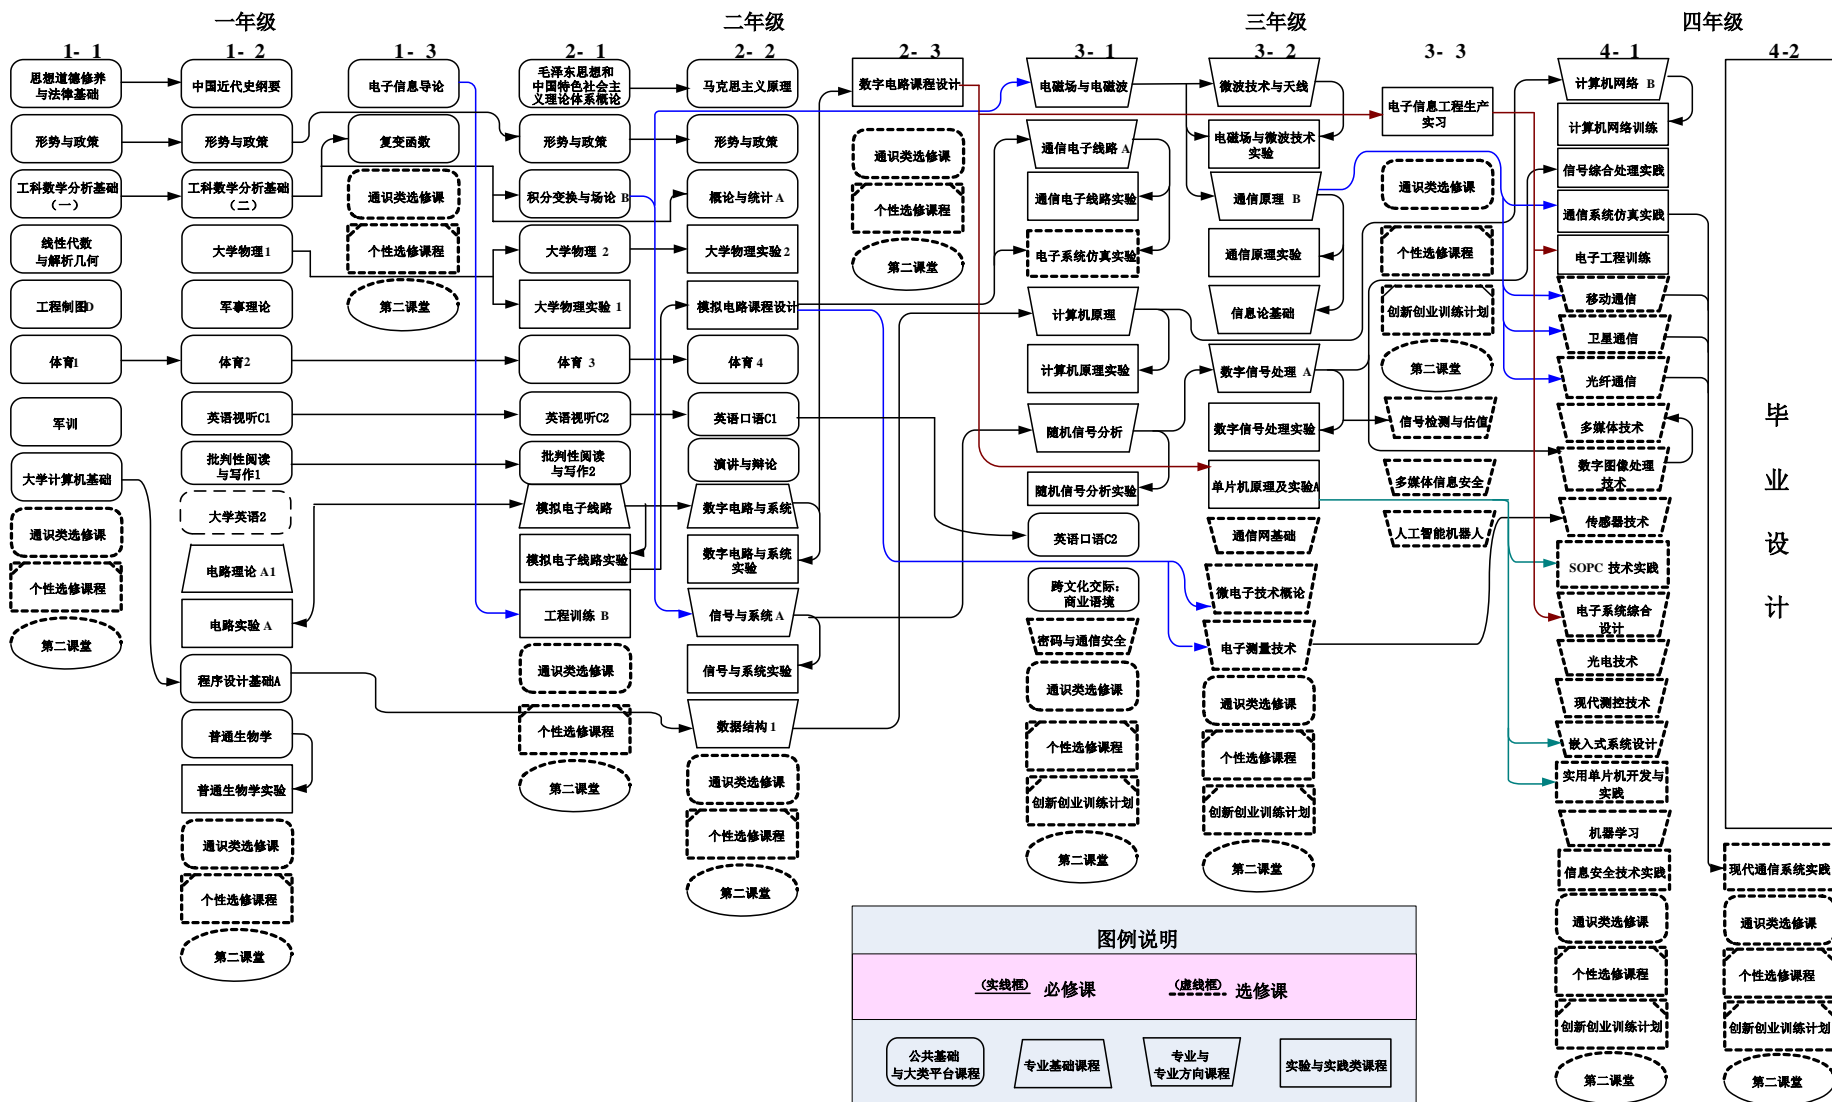 一年级
二年级
三年级
四年级
1- 1
1- 2
1- 3
2- 1
2- 2
2- 3
3- 1
3- 2
3- 3
4- 1
4-2
思想道德修养
与法律基础
形势与政策
工科数学分析基础
（一）
线性代数
与解析几何
工程制图D
体育1
军训
大学计算机基础
通识类选修课
个性选修课程
第二课堂
中国近代史纲要
形势与政策
工科数学分析基础
（二）
大学物理1
军事理论
体育2
英语视听C1
批判性阅读
与写作1
大学英语2
电路理论 A1
电路实验 A
程序设计基础A
普通生物学
普通生物学实验
通识类选修课
个性选修课程
第二课堂
电子信息导论
复变函数
通识类选修课
个性选修课程
第二课堂
毛泽东思想和
中国特色社会主
义理论体系概论
形势与政策
积分变换与场论 B
大学物理 2
大学物理实验 1
体育 3
英语视听C2
批判性阅读
与写作2
模拟电子线路
模拟电子线路实验
工程训练 B
通识类选修课
个性选修课程
第二课堂
马克思主义原理
形势与政策
概论与统计 A
大学物理实验 2
模拟电路课程设计
体育 4
英语口语C1
演讲与辩论
数字电路与系统
数字电路与系统
实验
信号与系统 A
信号与系统实验
数据结构 1
通识类选修课
个性选修课程
第二课堂
数字电路课程设计
通识类选修课
个性选修课程
第二课堂
电磁场与电磁波
通信电子线路 A
通信电子线路实验
电子系统仿真实验
计算机原理
计算机原理实验
随机信号分析
随机信号分析实验
英语口语C2
跨文化交际：
商业语境
密码与通信安全
通识类选修课
个性选修课程
创新创业训练计划
第二课堂
微波技术与天线
电磁场与微波技术
实验
通信原理 B
通信原理实验
信息论基础
数字信号处理 A
数字信号处理实验
单片机原理及实验A
通信网基础
微电子技术概论
电子测量技术
通识类选修课
个性选修课程
创新创业训练计划
第二课堂
电子信息工程生产
实习
通识类选修课
个性选修课程
创新创业训练计划
第二课堂
信号检测与估值
多媒体信息安全
人工智能机器人
计算机网络 B
计算机网络训练
信号综合处理实践
通信系统仿真实践
电子工程训练
移动通信
卫星通信
光纤通信
多媒体技术
数字图像处理
技术
传感器技术
SOPC 技术实践
电子系统综合
设计
光电技术
现代测控技术
嵌入式系统设计
实用单片机开发与
实践
机器学习
信息安全技术实践
通识类选修课
个性选修课程
创新创业训练计划
第二课堂
毕
业
设
计
现代通信系统实践
通识类选修课
个性选修课程
创新创业训练计划
第二课堂
图例说明
(实线框) 必修课
(虚线框) 选修课
公共基础
与大类平台课程
专业基础课程
专业与
专业方向课程
实验与实践类课程